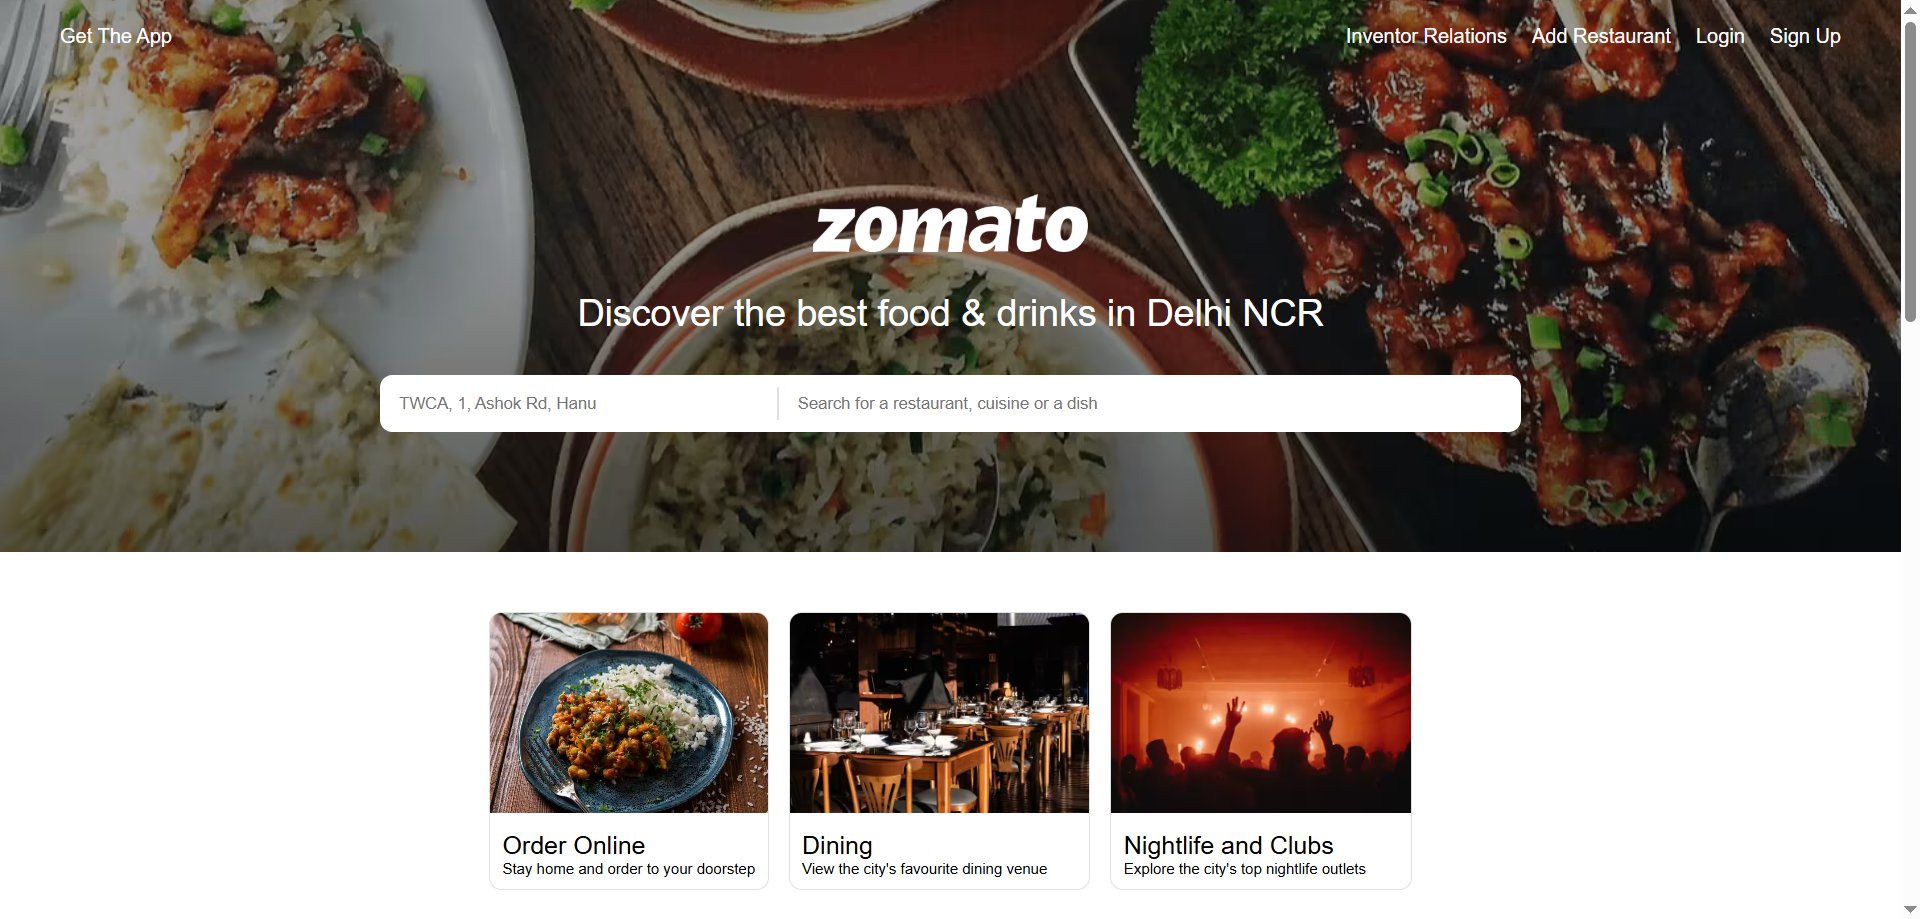 Get The App
Inventor Relations
Add Restaurant
Login
Sign Up
zomato
Discover the best food & drinks in Delhi NCR
TWCA, 1, Ashok Rd, Hanu
Search for a restaurant, cuisine or a dish
Order Online
Stay home and order to your doorstep
Dining
View the city's favourite dining venue
Nightlife and Clubs
Explore the city's top nightlife outlets